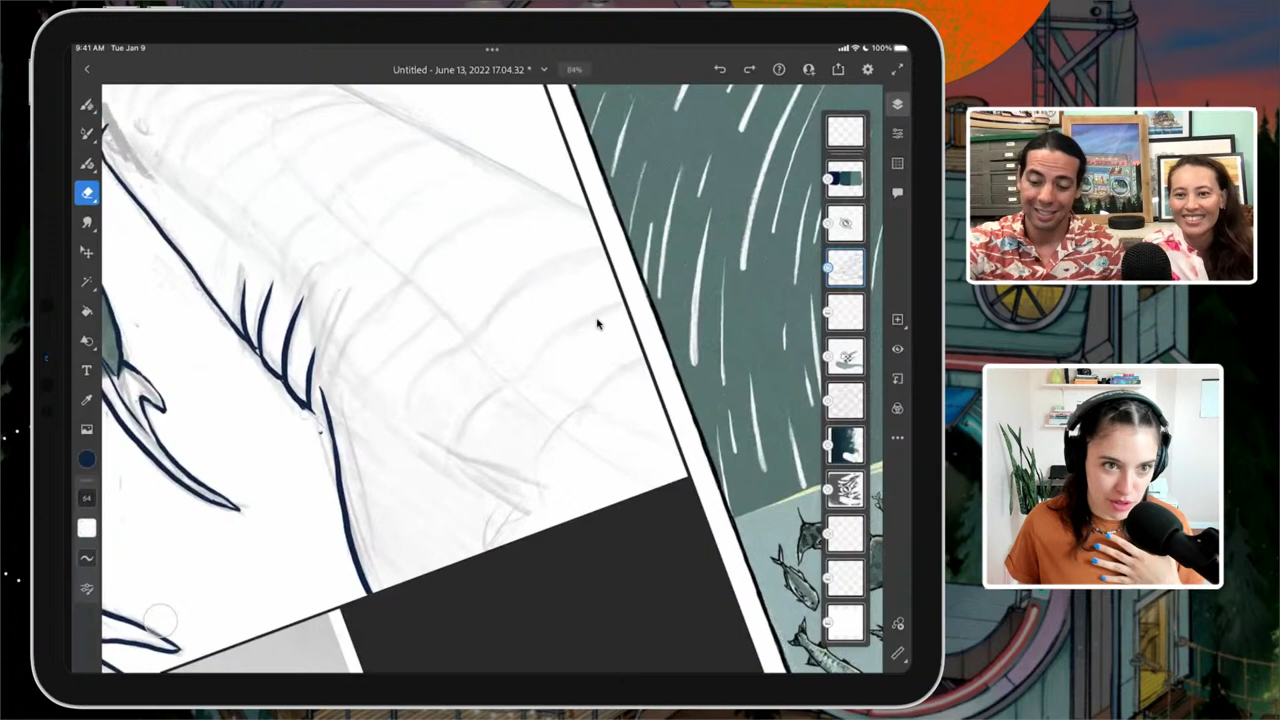 9:41 AM Tue Jan 9
100%
Untitled - June 13, 2022 17.04.32 *
84%
T
64